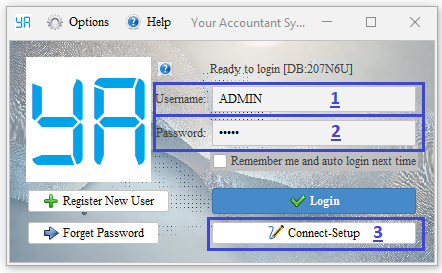 YA Options ? Help Your Accountant Sy...
YA
? Ready to login [DB:207N6U]
Username: ADMIN 1
Password: ••••• 2
Remember me and auto login next time
Register New User Login
Forget Password Connect-Setup 3